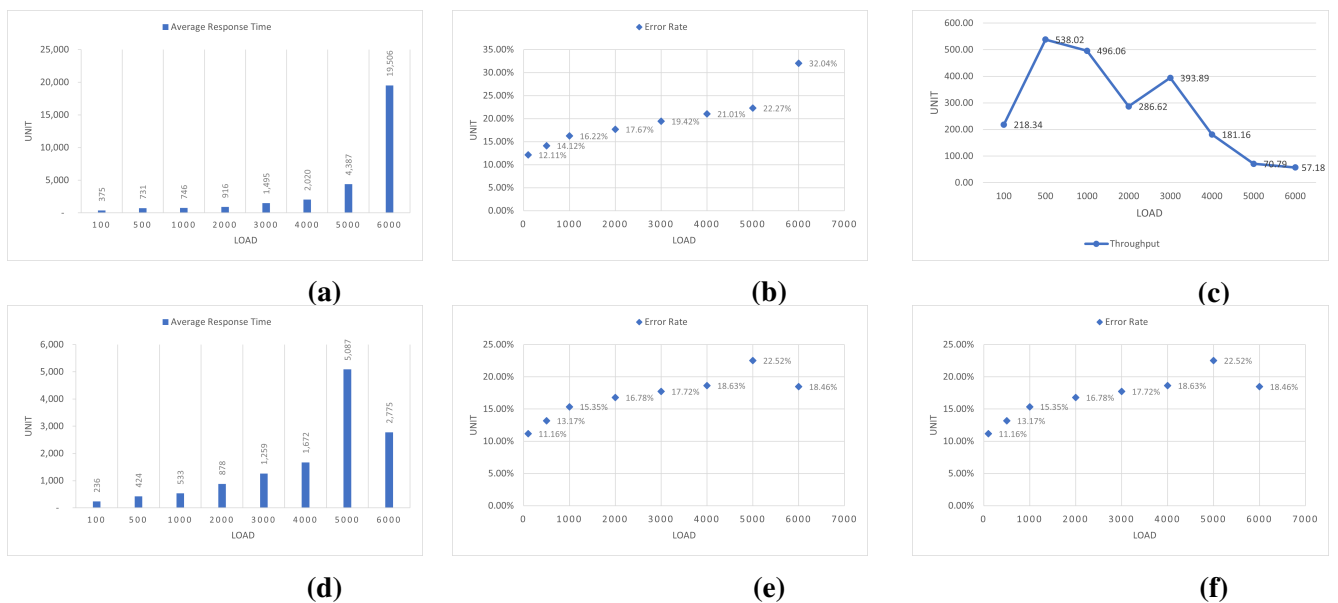 Average Response Time
25,000
20,000
15,000
10,000
5,000
-
UNIT
375
731
746
916
1,495
2,020
4,387
19,506
100 500 1000 2000 3000 4000 5000 6000
LOAD
(a)
Error Rate
35.00%
30.00%
25.00%
20.00%
15.00%
10.00%
5.00%
0.00%
UNIT
12.11%
14.12%
16.22%
17.67%
19.42%
21.01%
22.27%
32.04%
0 1000 2000 3000 4000 5000 6000 7000
LOAD
(b)
600.00
500.00
400.00
300.00
200.00
100.00
0.00
UNIT
218.34
538.02
496.06
286.62
393.89
181.16
70.79
57.18
100 500 1000 2000 3000 4000 5000 6000
LOAD
Throughput
(c)
Average Response Time
6,000
5,000
4,000
3,000
2,000
1,000
-
UNIT
236
424
533
878
1,259
1,672
5,087
2,775
100 500 1000 2000 3000 4000 5000 6000
LOAD
(d)
Error Rate
25.00%
20.00%
15.00%
10.00%
5.00%
0.00%
UNIT
11.16%
13.17%
15.35%
16.78%
17.72%
18.63%
22.52%
18.46%
0 1000 2000 3000 4000 5000 6000 7000
LOAD
(e)
Error Rate
25.00%
20.00%
15.00%
10.00%
5.00%
0.00%
UNIT
11.16%
13.17%
15.35%
16.78%
17.72%
18.63%
22.52%
18.46%
0 1000 2000 3000 4000 5000 6000 7000
LOAD
(f)